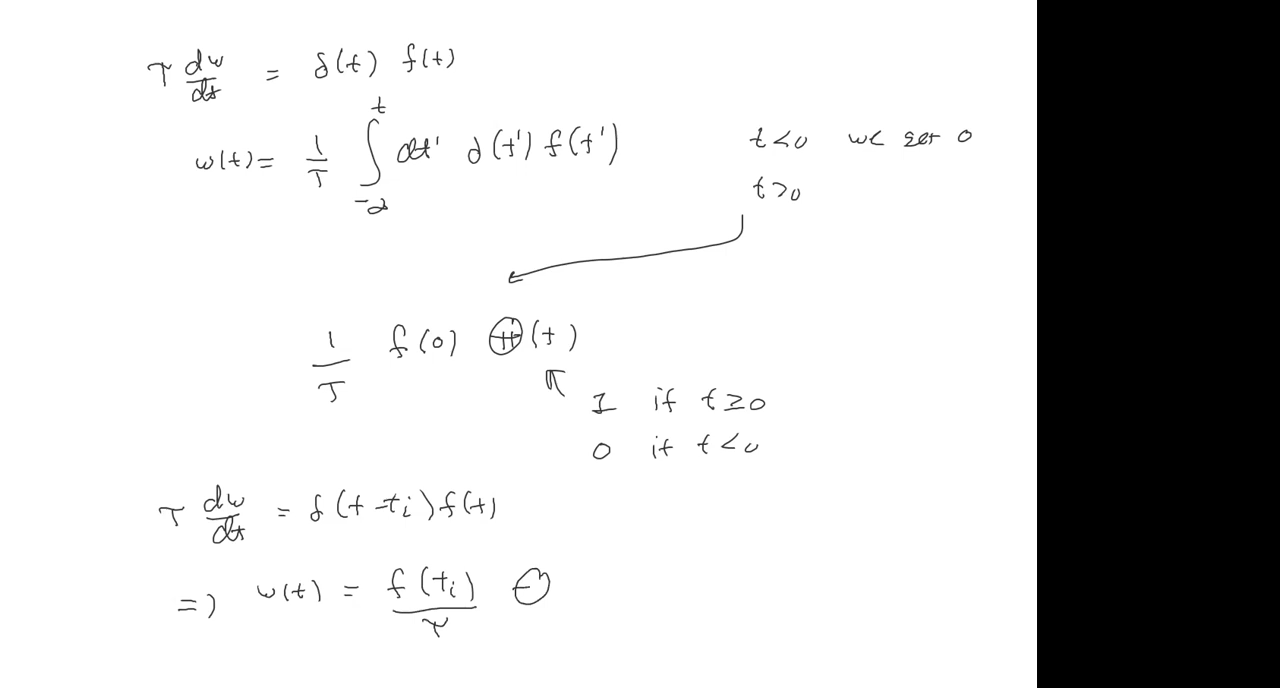 τ dw/dt = δ(t) f(t)
w(t) = 1/τ ∫_{-∞}^{t} dt' δ(t') f(t')    t<0 we get 0
t>0
1/τ f(0) Θ(t)
1 if t≥0
0 if t<0
τ dw/dt = δ(t-t_i) f(t)
=> w(t) = f(t_i)/τ Θ